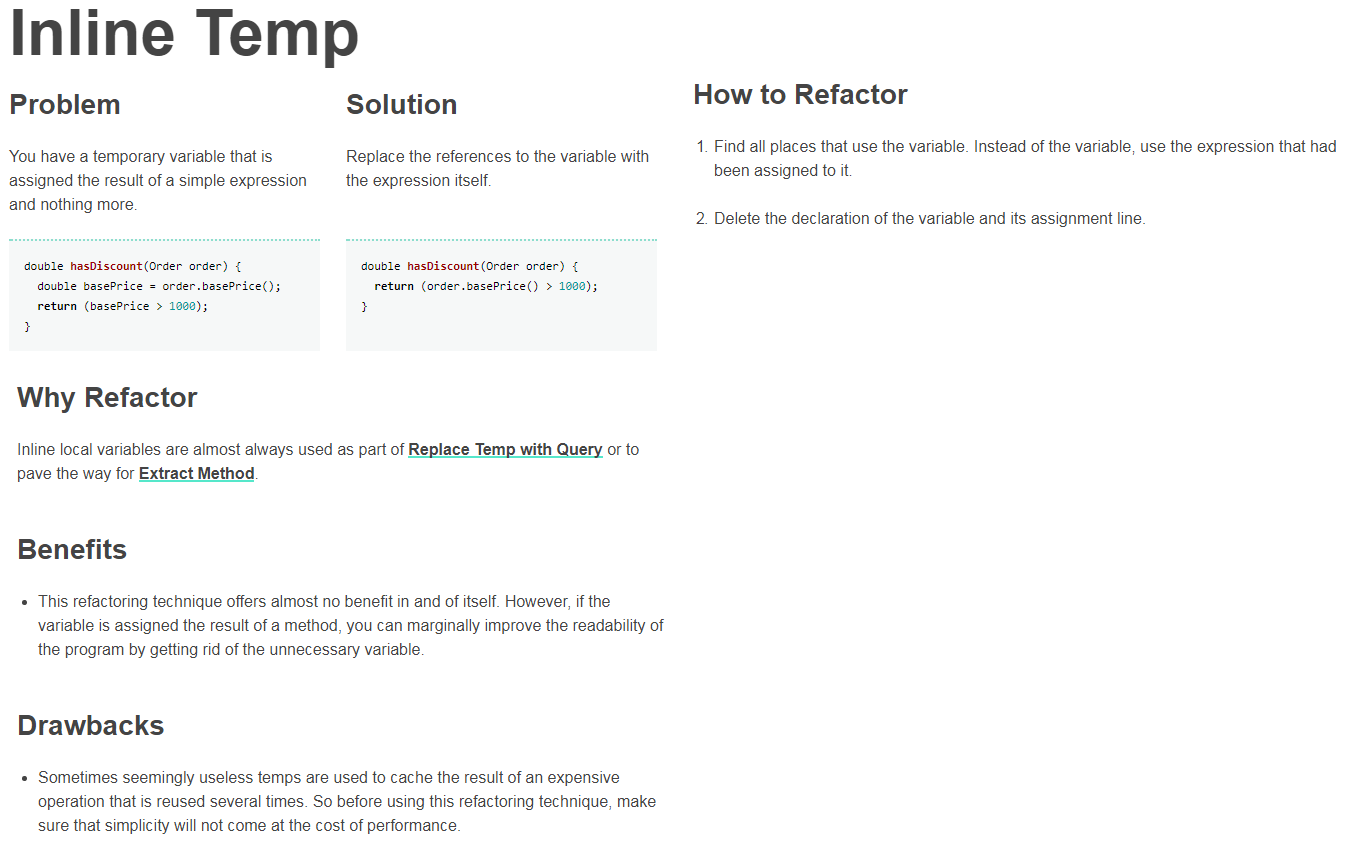 Inline Temp
Problem
You have a temporary variable that is
assigned the result of a simple expression
and nothing more.
double hasDiscount(Order order) {
  double basePrice = order.basePrice();
  return (basePrice > 1000);
}
Solution
Replace the references to the variable with
the expression itself.
double hasDiscount(Order order) {
  return (order.basePrice() > 1000);
}
Why Refactor
Inline local variables are almost always used as part of Replace Temp with Query or to
pave the way for Extract Method.
Benefits
• This refactoring technique offers almost no benefit in and of itself. However, if the
variable is assigned the result of a method, you can marginally improve the readability of
the program by getting rid of the unnecessary variable.
Drawbacks
• Sometimes seemingly useless temps are used to cache the result of an expensive
operation that is reused several times. So before using this refactoring technique, make
sure that simplicity will not come at the cost of performance.
How to Refactor
1. Find all places that use the variable. Instead of the variable, use the expression that had
been assigned to it.
2. Delete the declaration of the variable and its assignment line.